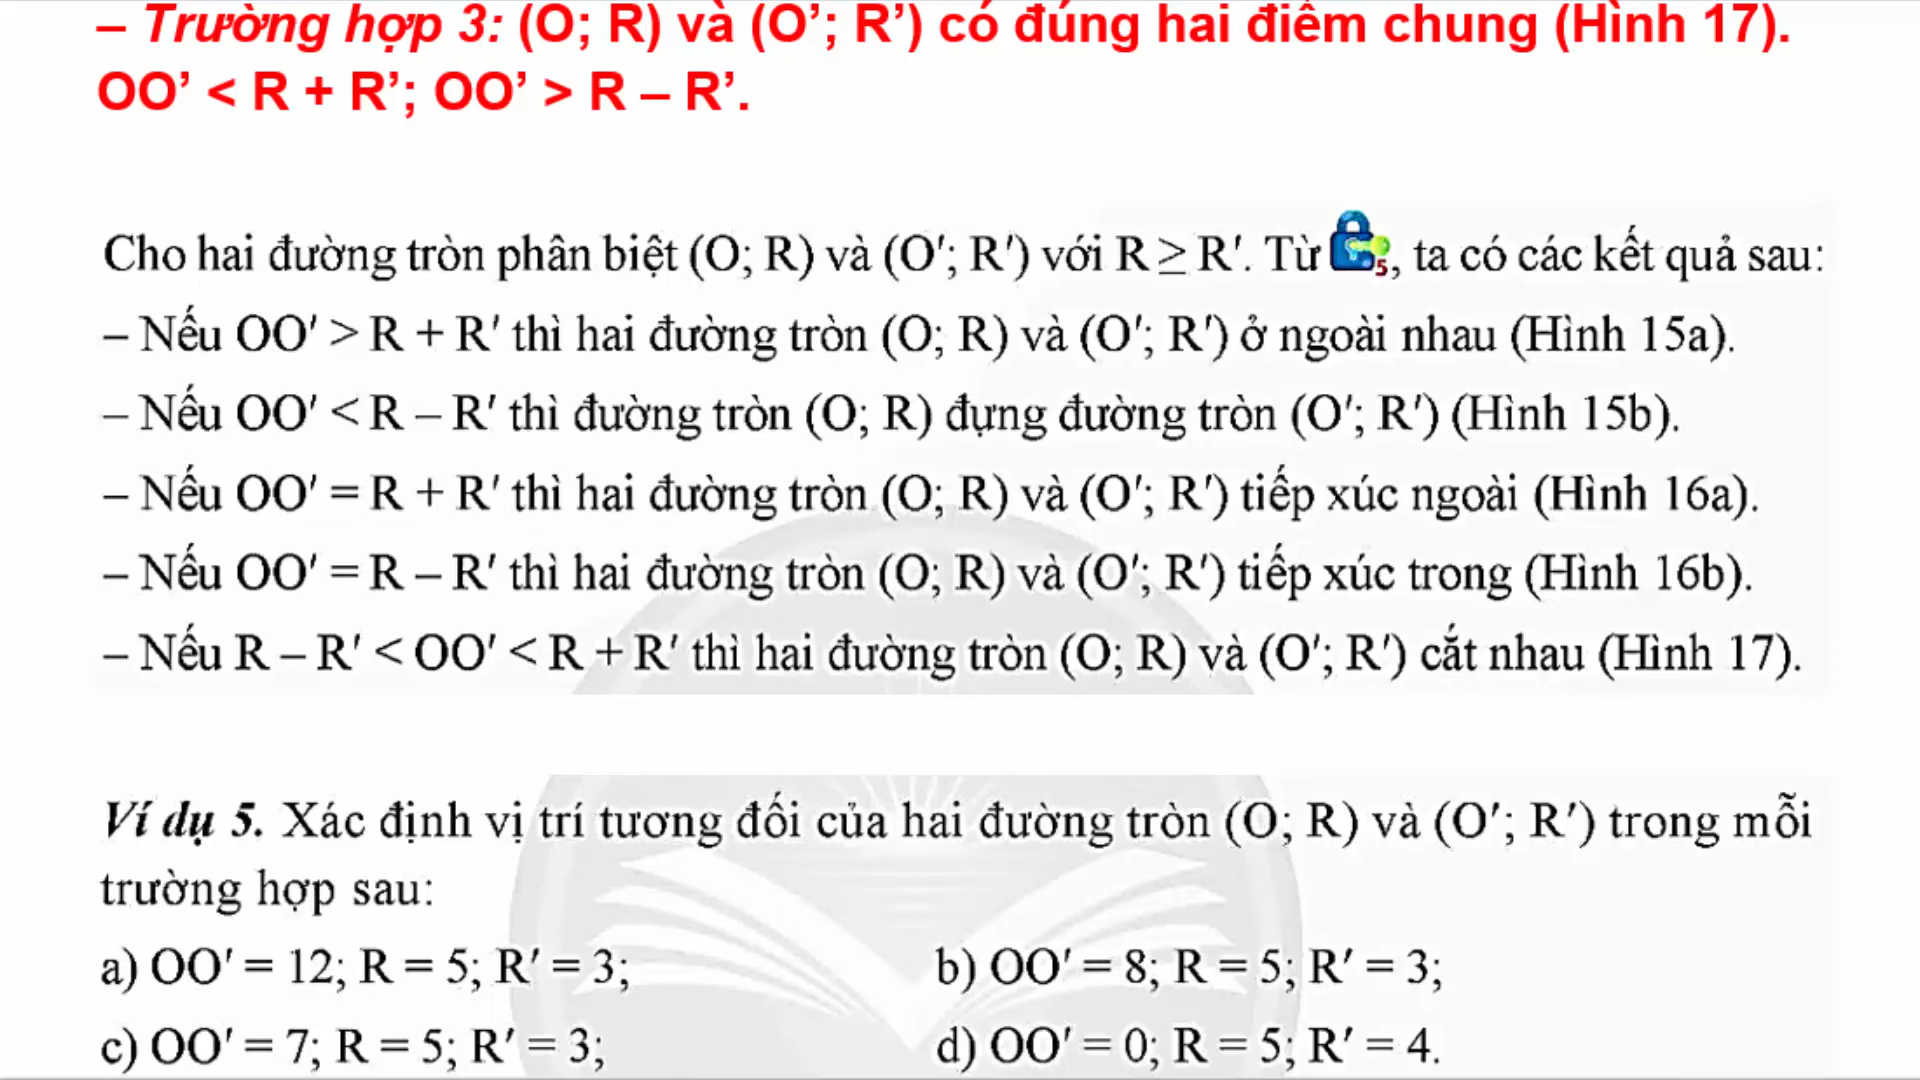 – Trường hợp 3: (O; R) và (O’; R’) có đúng hai điểm chung (Hình 17).
OO’ < R + R’; OO’ > R – R’.
Cho hai đường tròn phân biệt (O; R) và (O′; R′) với R ≥ R′. Từ 5, ta có các kết quả sau:
– Nếu OO′ > R + R′ thì hai đường tròn (O; R) và (O′; R′) ở ngoài nhau (Hình 15a).
– Nếu OO′ < R – R′ thì đường tròn (O; R) đựng đường tròn (O′; R′) (Hình 15b).
– Nếu OO′ = R + R′ thì hai đường tròn (O; R) và (O′; R′) tiếp xúc ngoài (Hình 16a).
– Nếu OO′ = R – R′ thì hai đường tròn (O; R) và (O′; R′) tiếp xúc trong (Hình 16b).
– Nếu R – R′ < OO′ < R + R′ thì hai đường tròn (O; R) và (O′; R′) cắt nhau (Hình 17).
Ví dụ 5. Xác định vị trí tương đối của hai đường tròn (O; R) và (O′; R′) trong mỗi
trường hợp sau:
a) OO′ = 12; R = 5; R′ = 3; b) OO′ = 8; R = 5; R′ = 3;
c) OO′ = 7; R = 5; R′ = 3; d) OO′ = 0; R = 5; R′ = 4.